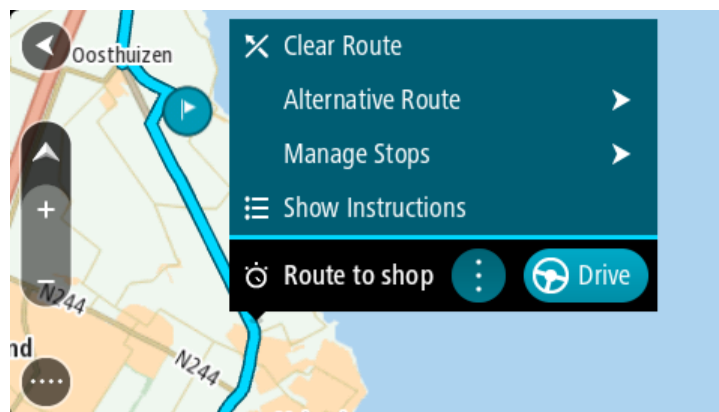 Oosthuizen
Clear Route
Alternative Route
Manage Stops
Show Instructions
Route to shop
Drive
N244
nd
N244